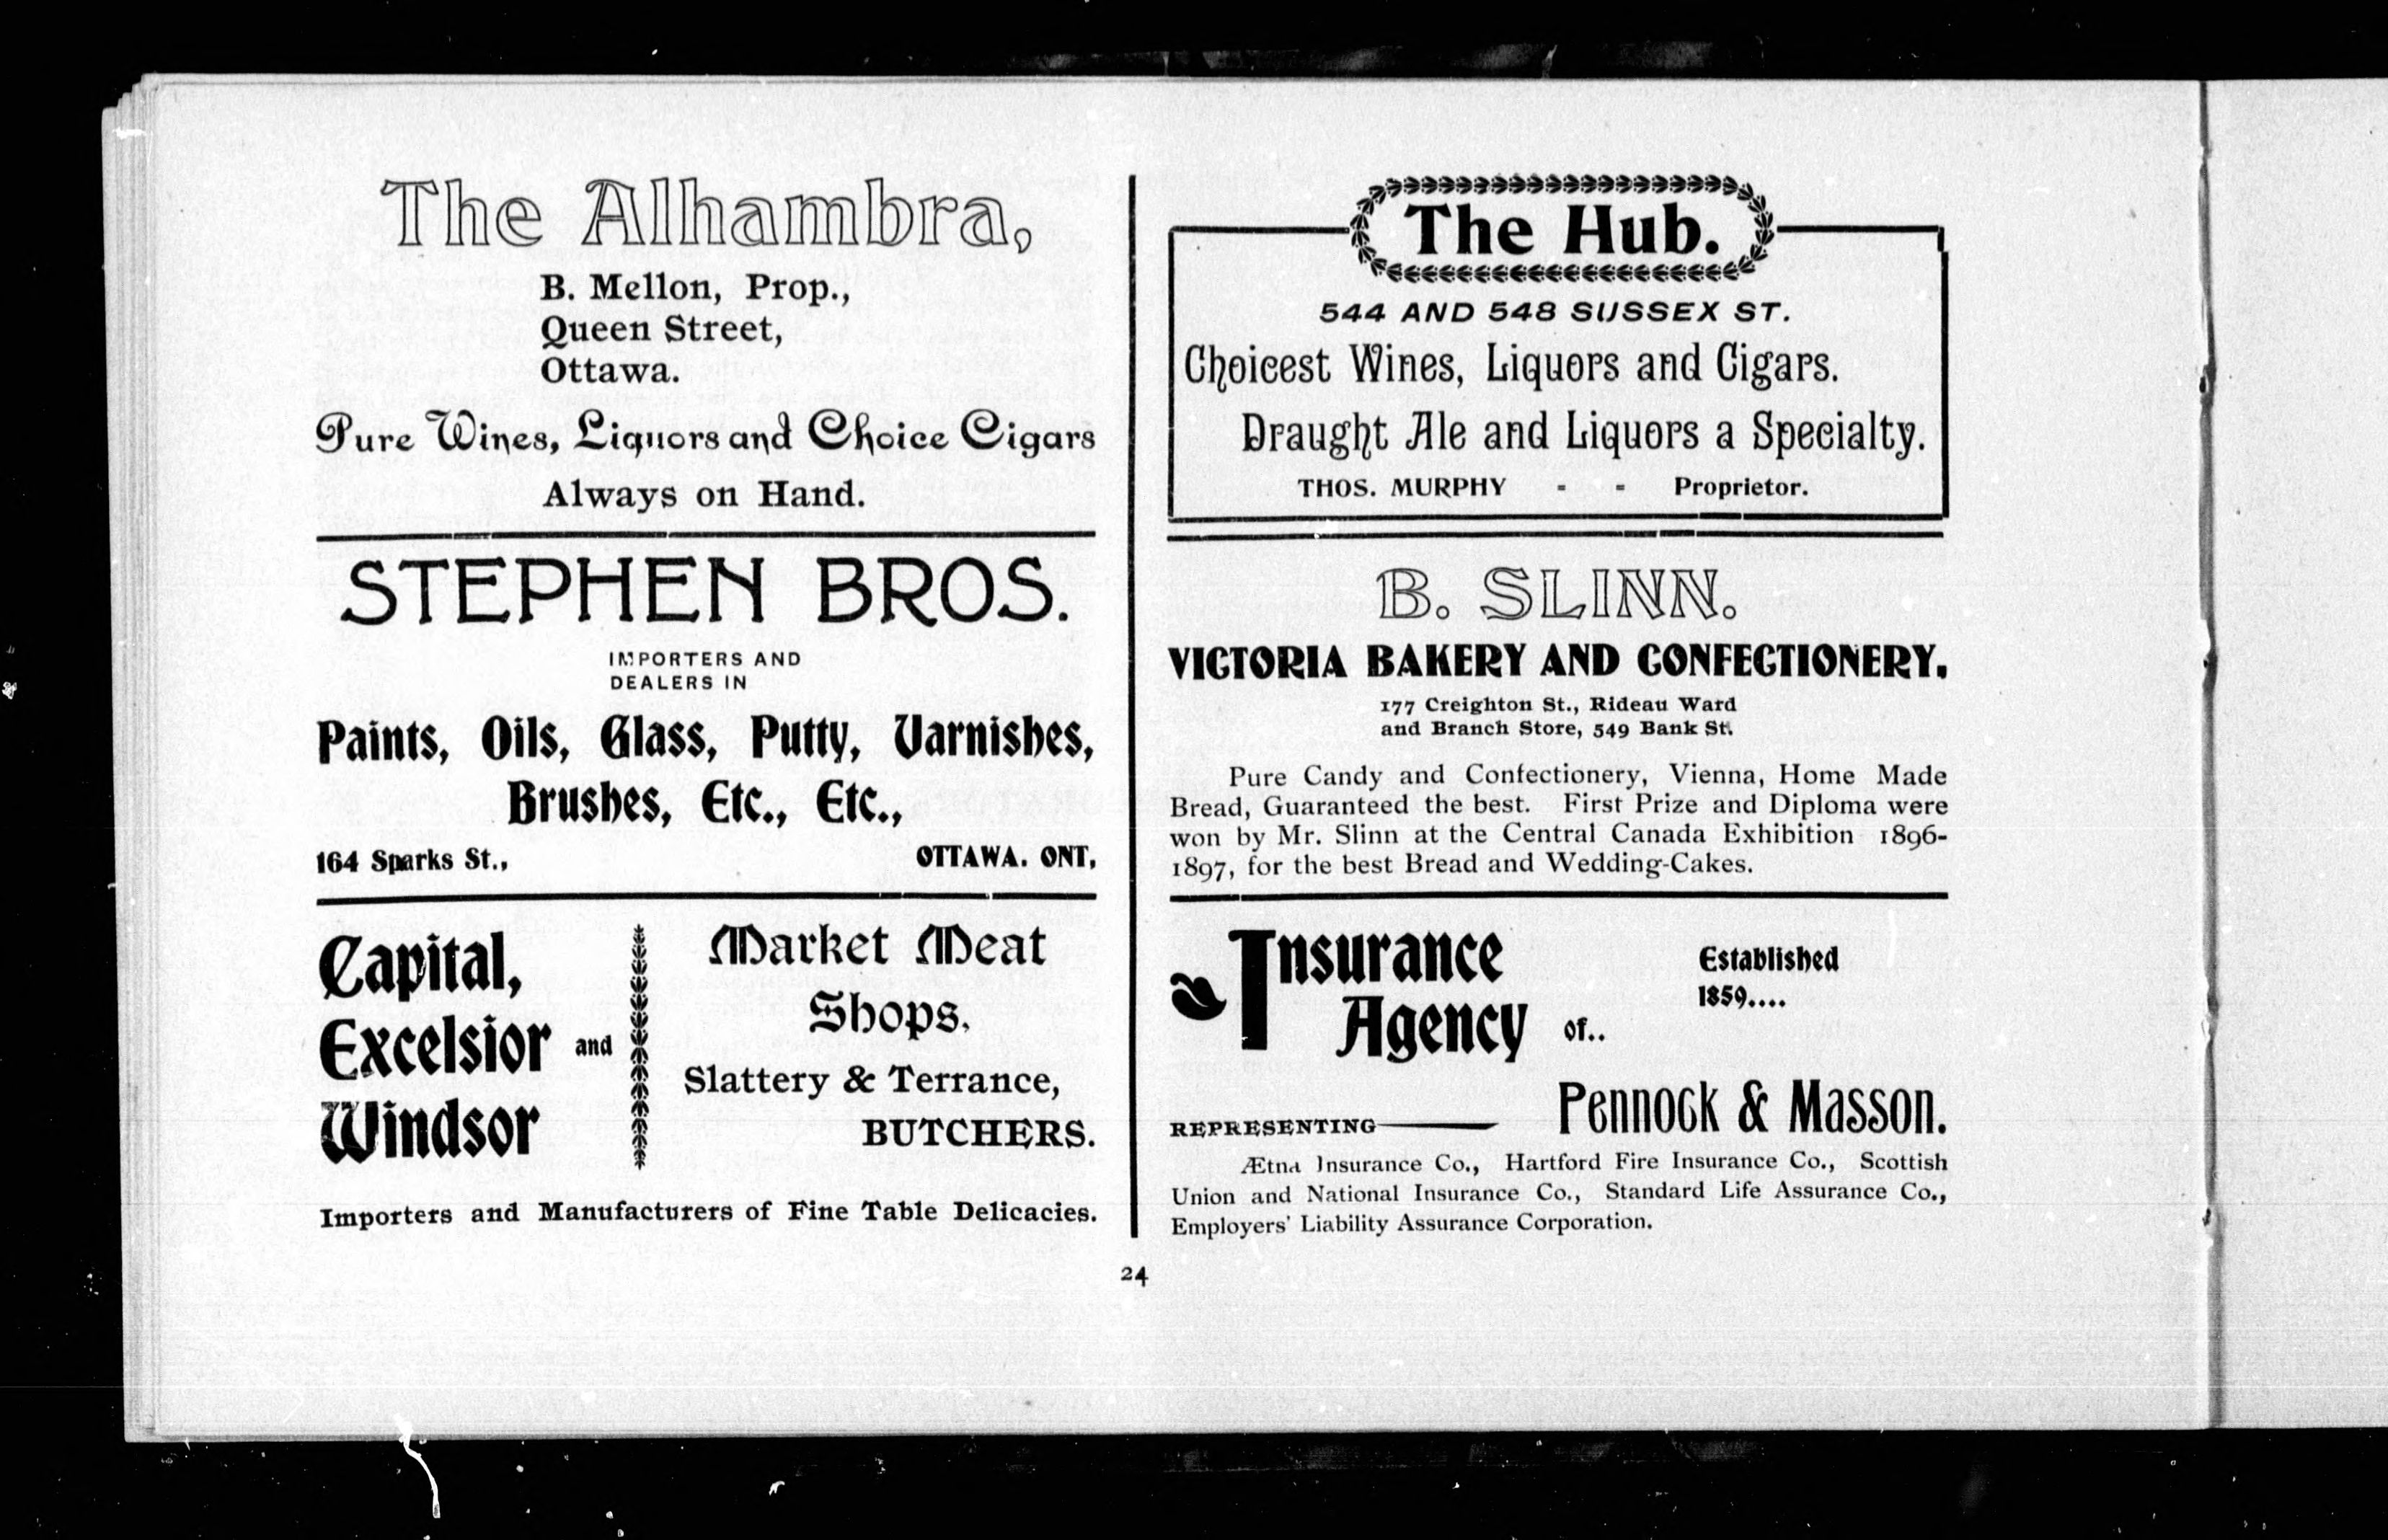 The Alhambra,
B. Mellon, Prop.,
Queen Street,
Ottawa.
Pure Wines, Liquors and Choice Cigars
Always on Hand.
STEPHEN BROS.
IMPORTERS AND
DEALERS IN
Paints, Oils, Glass, Putty, Varnishes,
Brushes, Etc., Etc.,
164 Sparks St., OTTAWA. ONT,
Capital,
Excelsior and
Windsor
Market Meat
Shops.
Slattery & Terrance,
BUTCHERS.
Importers and Manufacturers of Fine Table Delicacies.
The Hub.
544 AND 548 SUSSEX ST.
Choicest Wines, Liquors and Cigars.
Draught Ale and Liquors a Specialty.
THOS. MURPHY - - Proprietor.
B. SLINN.
VICTORIA BAKERY AND CONFECTIONERY,
177 Creighton St., Rideau Ward
and Branch Store, 549 Bank St.
Pure Candy and Confectionery, Vienna, Home Made
Bread, Guaranteed the best. First Prize and Diploma were
won by Mr. Slinn at the Central Canada Exhibition 1896-
1897, for the best Bread and Wedding-Cakes.
Insurance
Agency of..
Established
1859....
Pennock & Masson.
REPRESENTING
Ætna Insurance Co., Hartford Fire Insurance Co., Scottish
Union and National Insurance Co., Standard Life Assurance Co.,
Employers' Liability Assurance Corporation.
24